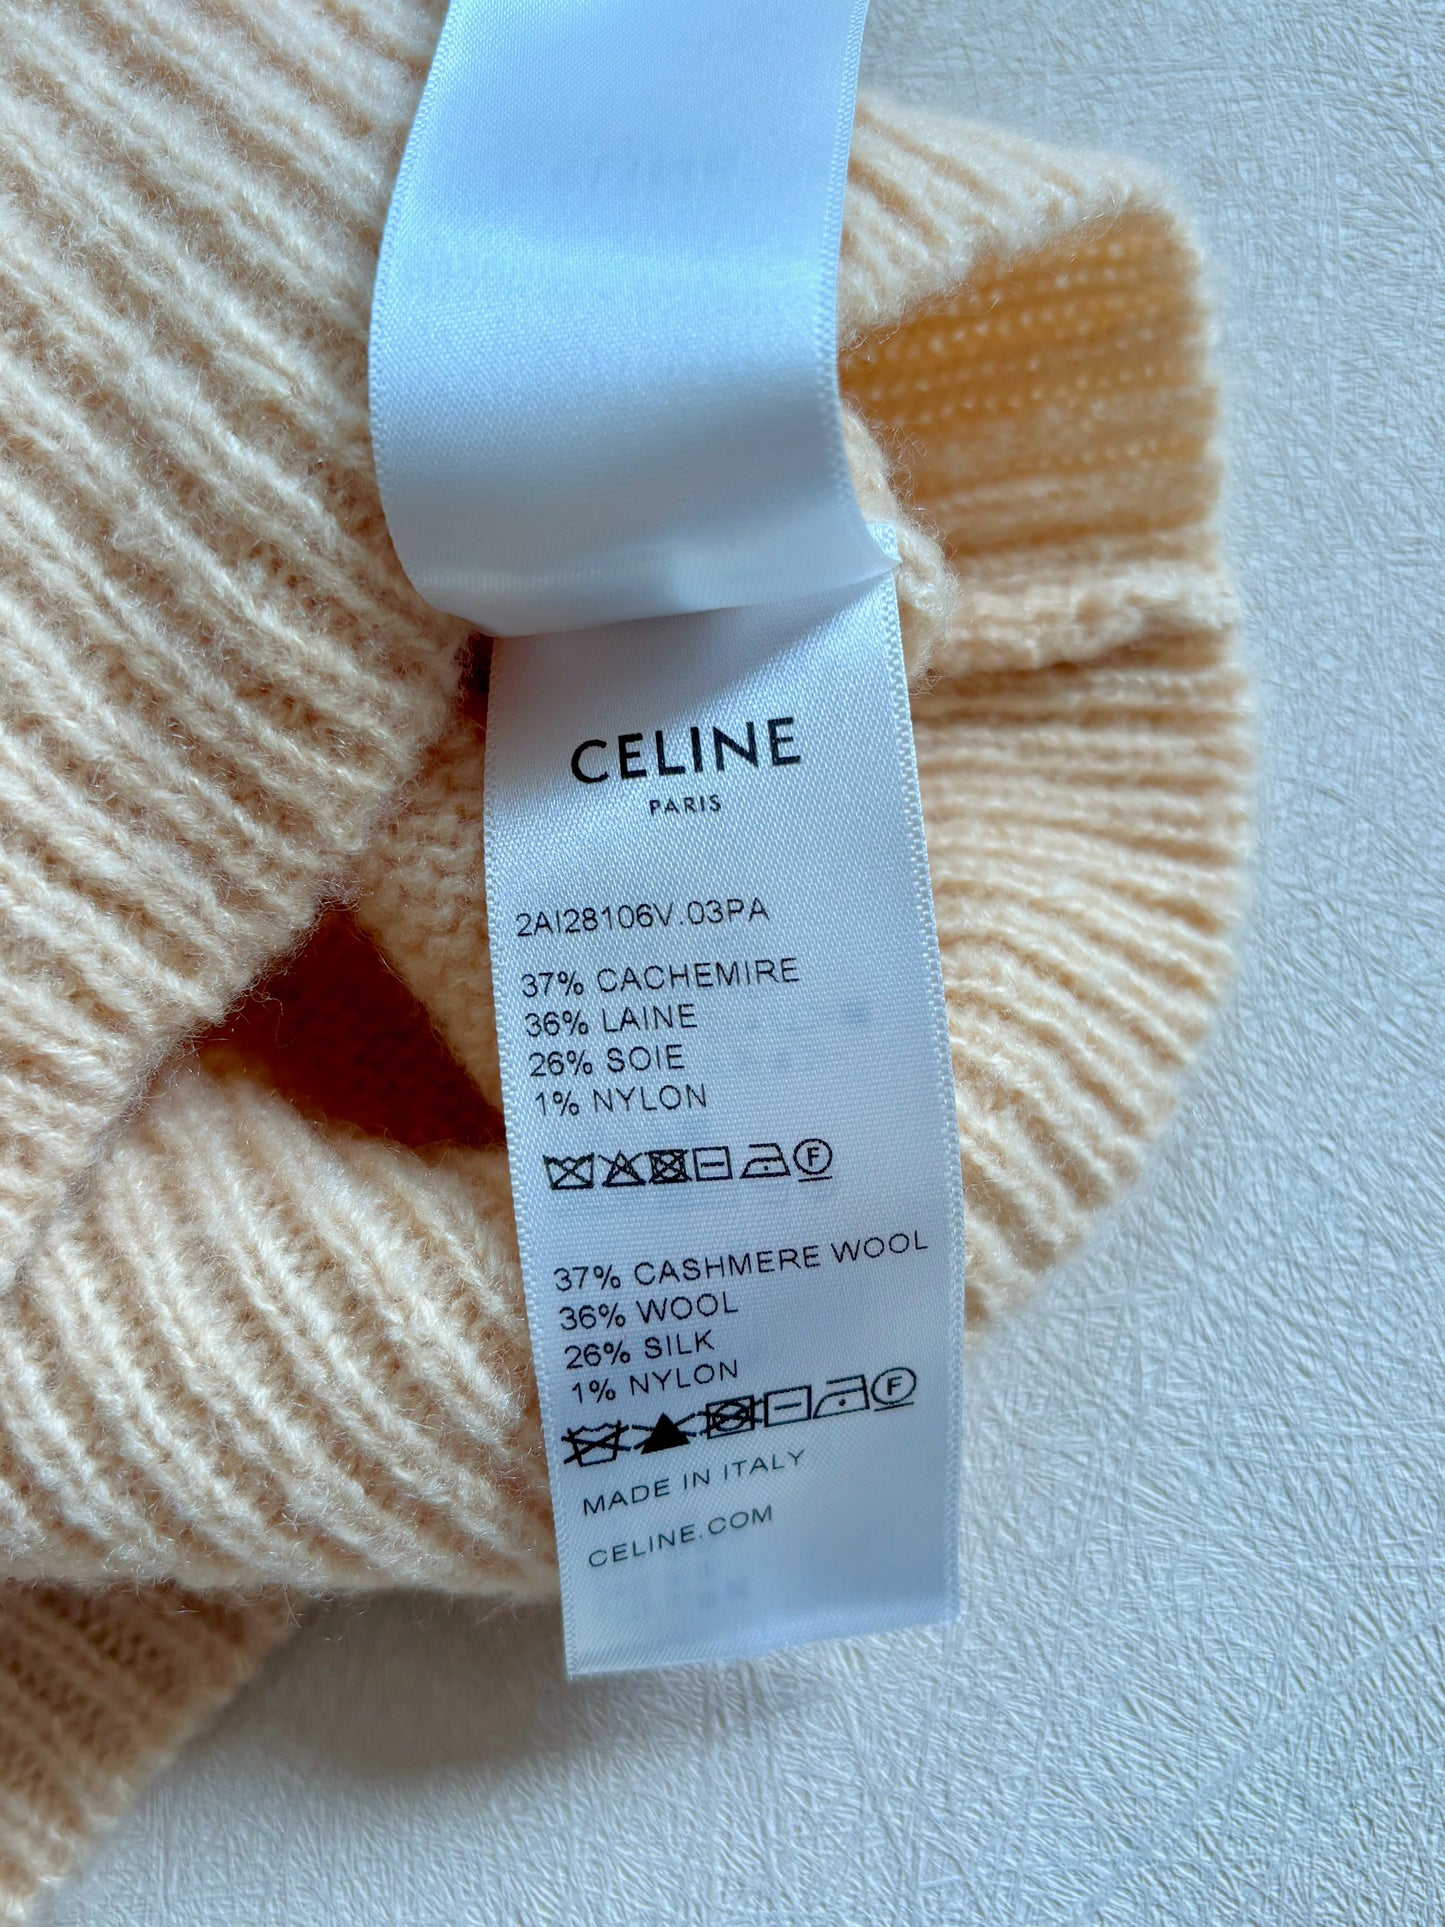 CELINE
PARIS
2AI28106V.03PA
37% CACHEMIRE
36% LAINE
26% SOIE
1% NYLON
F
37% CASHMERE WOOL
36% WOOL
26% SILK
1% NYLON
F
MADE IN ITALY
CELINE.COM